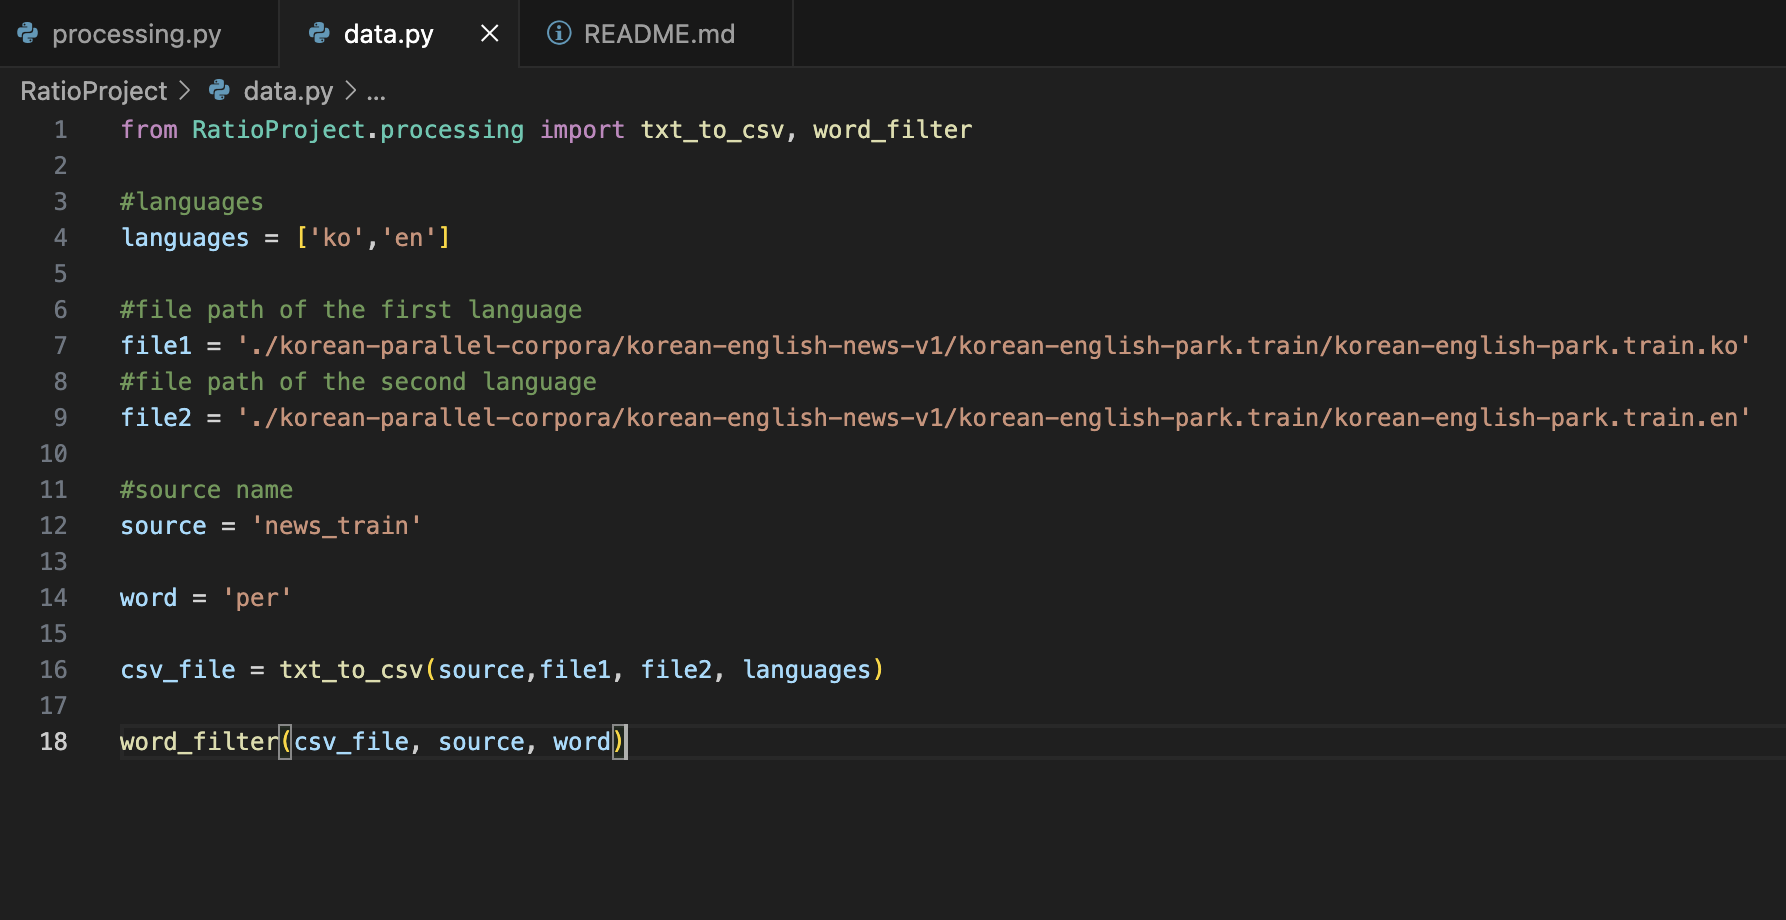 processing.py
data.py
README.md
RatioProject > data.py > ...
1 from RatioProject.processing import txt_to_csv, word_filter
2
3 #languages
4 languages = ['ko','en']
5
6 #file path of the first language
7 file1 = './korean-parallel-corpora/korean-english-news-v1/korean-english-park.train/korean-english-park.train.ko'
8 #file path of the second language
9 file2 = './korean-parallel-corpora/korean-english-news-v1/korean-english-park.train/korean-english-park.train.en'
10
11 #source name
12 source = 'news_train'
13
14 word = 'per'
15
16 csv_file = txt_to_csv(source,file1, file2, languages)
17
18 word_filter(csv_file, source, word)